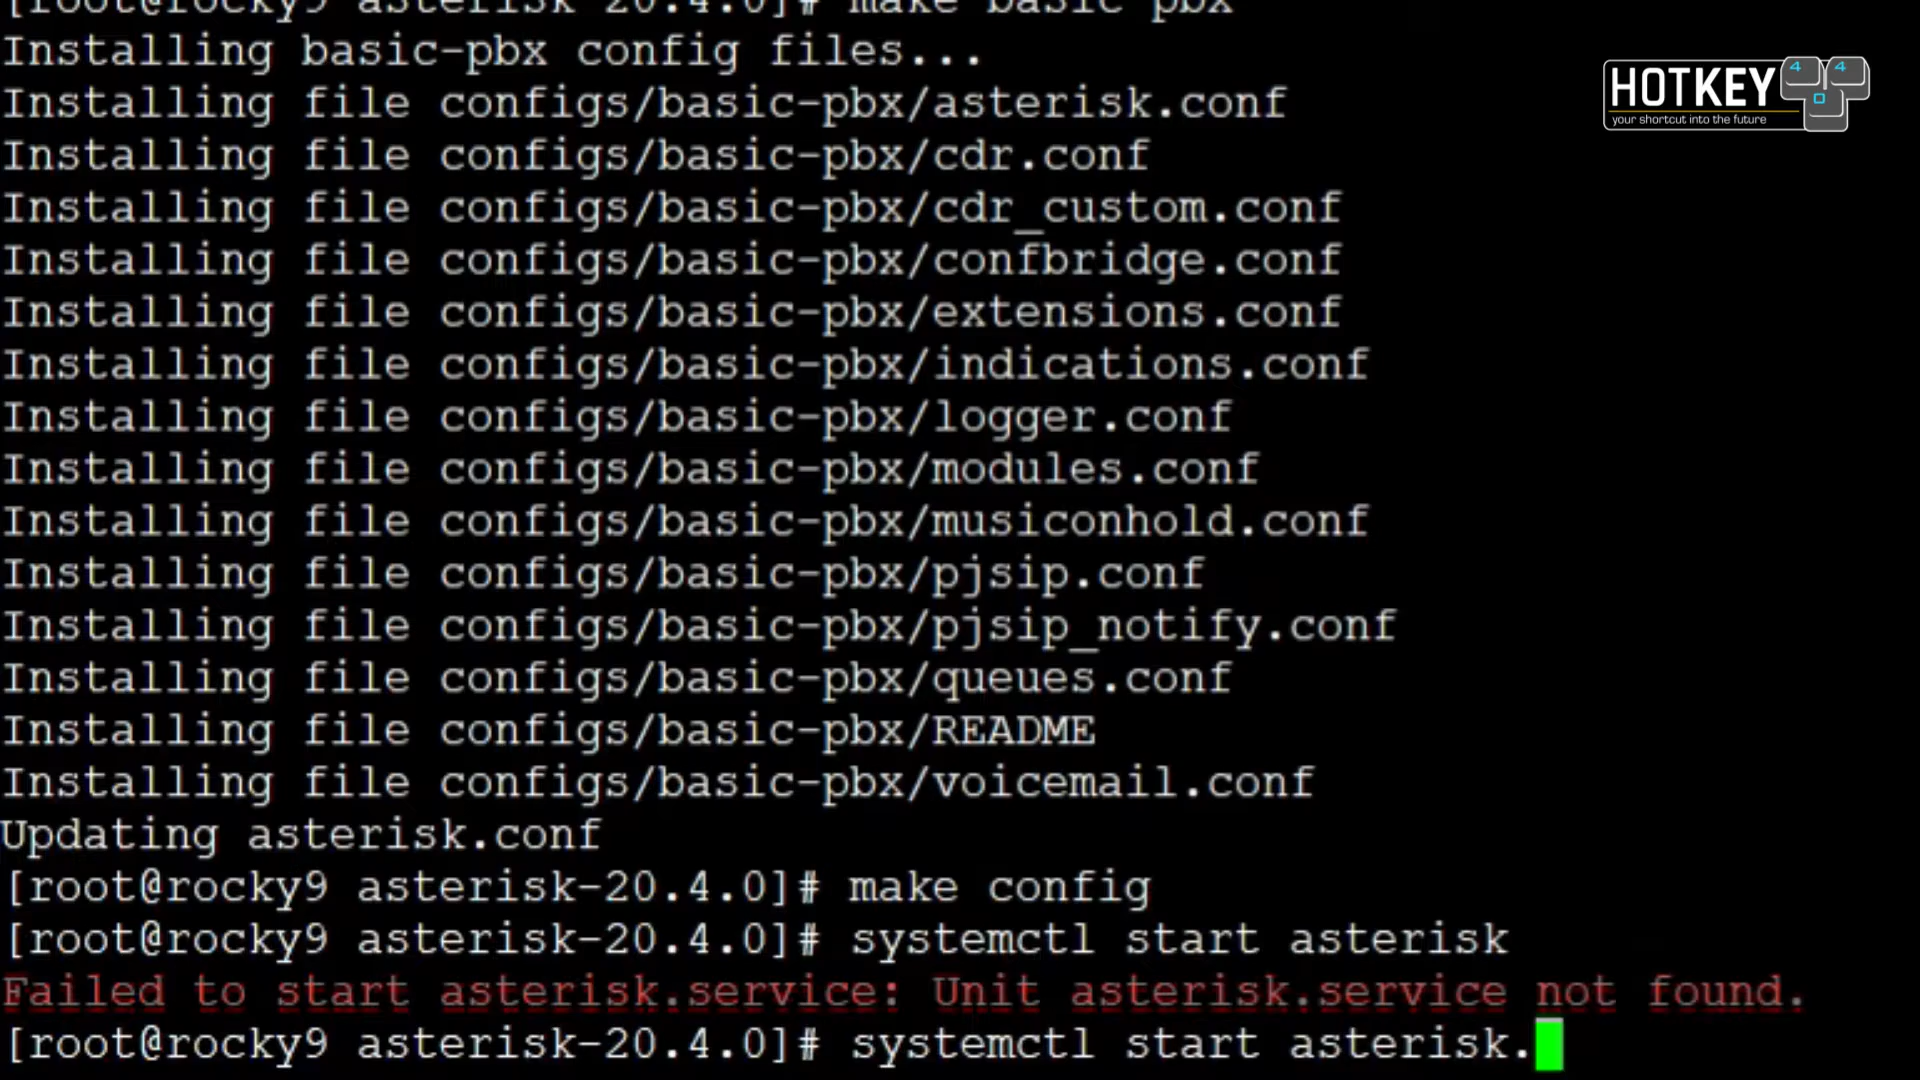 [root@rocky9 asterisk-20.4.0]# make basic-pbx
Installing basic-pbx config files...
Installing file configs/basic-pbx/asterisk.conf
Installing file configs/basic-pbx/cdr.conf
Installing file configs/basic-pbx/cdr_custom.conf
Installing file configs/basic-pbx/confbridge.conf
Installing file configs/basic-pbx/extensions.conf
Installing file configs/basic-pbx/indications.conf
Installing file configs/basic-pbx/logger.conf
Installing file configs/basic-pbx/modules.conf
Installing file configs/basic-pbx/musiconhold.conf
Installing file configs/basic-pbx/pjsip.conf
Installing file configs/basic-pbx/pjsip_notify.conf
Installing file configs/basic-pbx/queues.conf
Installing file configs/basic-pbx/README
Installing file configs/basic-pbx/voicemail.conf
Updating asterisk.conf
[root@rocky9 asterisk-20.4.0]# make config
[root@rocky9 asterisk-20.4.0]# systemctl start asterisk
Failed to start asterisk.service: Unit asterisk.service not found.
[root@rocky9 asterisk-20.4.0]# systemctl start asterisk.
HOTKEY 4 4
your shortcut into the future